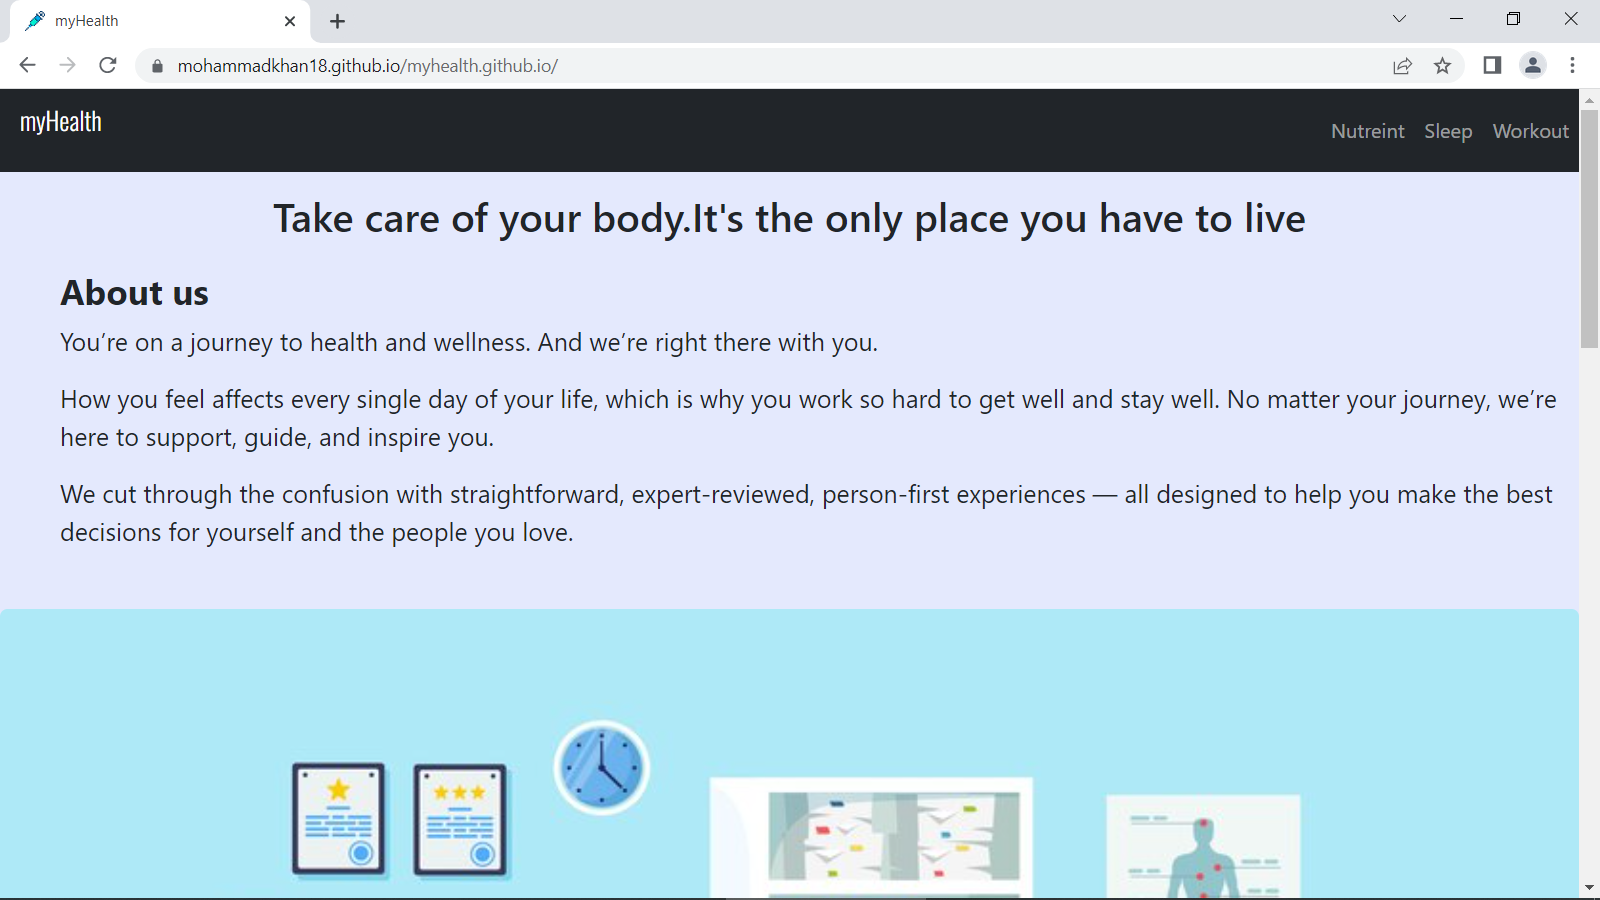 myHealth
mohammadkhan18.github.io/myhealth.github.io/
myHealth
Nutreint Sleep Workout
Take care of your body.It's the only place you have to live
About us
You’re on a journey to health and wellness. And we’re right there with you.
How you feel affects every single day of your life, which is why you work so hard to get well and stay well. No matter your journey, we’re
here to support, guide, and inspire you.
We cut through the confusion with straightforward, expert-reviewed, person-first experiences — all designed to help you make the best
decisions for yourself and the people you love.